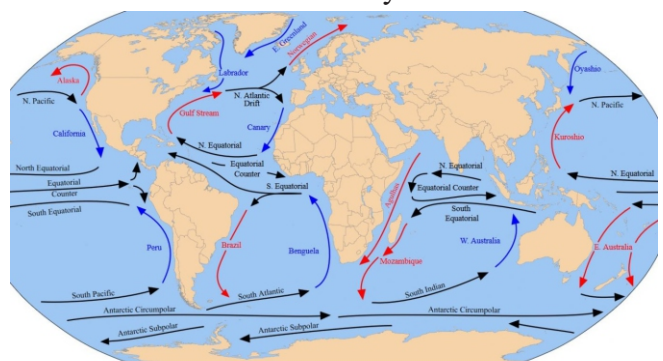 E. Greenland
Norwegian
Labrador
Oyashio
Alaska
N. Pacific
N. Atlantic
Drift
N. Pacific
Gulf Stream
California
Canary
Kuroshio
N. Equatorial
North Equatorial
Equatorial
Counter
N. Equatorial
N. Equatorial
Equatorial
Counter
S. Equatorial
Equatorial Counter
Agulhas
South Equatorial
South
Equatorial
Peru
Brazil
Benguela
Mozambique
W. Australia
E. Australia
South Pacific
South Atlantic
South Indian
Antarctic Circumpolar
Antarctic Circumpolar
Antarctic Subpolar
Antarctic Subpolar